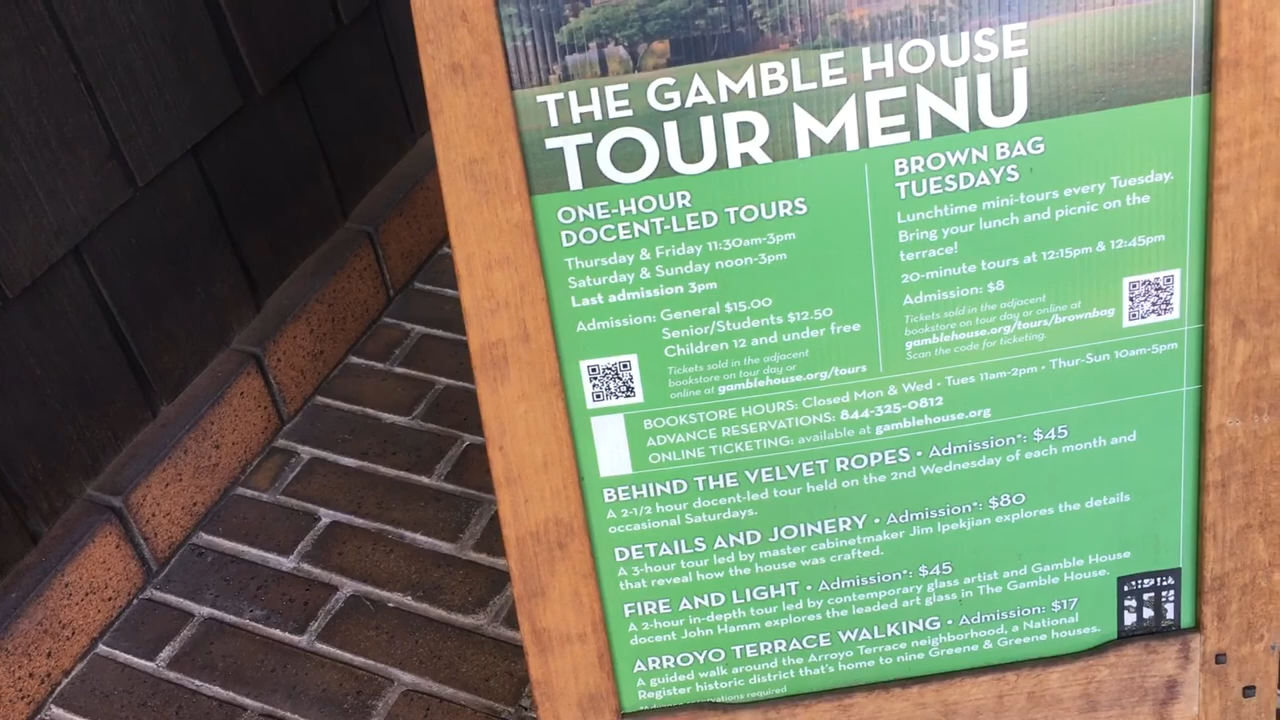 THE GAMBLE HOUSE
TOUR MENU
ONE-HOUR
DOCENT-LED TOURS
Thursday & Friday 11:30am-3pm
Saturday & Sunday noon-3pm
Last admission 3pm
Admission: General $15.00
Senior/Students $12.50
Children 12 and under free
Tickets sold in the adjacent
bookstore on tour day or
online at gamblehouse.org/tours
BROWN BAG
TUESDAYS
Lunchtime mini-tours every Tuesday.
Bring your lunch and picnic on the
terrace!
20-minute tours at 12:15pm & 12:45pm
Admission: $8
Tickets sold in the adjacent
bookstore on tour day or online at
gamblehouse.org/tours/brownbag
Scan the code for ticketing.
BOOKSTORE HOURS: Closed Mon & Wed • Tues 11am-2pm • Thur-Sun 10am-5pm
ADVANCE RESERVATIONS: 844-325-0812
ONLINE TICKETING: available at gamblehouse.org
BEHIND THE VELVET ROPES • Admission*: $45
A 2-1/2 hour docent-led tour held on the 2nd Wednesday of each month and
occasional Saturdays.
DETAILS AND JOINERY • Admission*: $80
A 3-hour tour led by master cabinetmaker Jim Ipekjian explores the details
that reveal how the house was crafted.
FIRE AND LIGHT • Admission*: $45
A 2-hour in-depth tour led by contemporary glass artist and Gamble House
docent John Hamm explores the leaded art glass in The Gamble House.
ARROYO TERRACE WALKING • Admission: $17
A guided walk around the Arroyo Terrace neighborhood, a National
Register historic district that's home to nine Greene & Greene houses.
*Advance reservations required